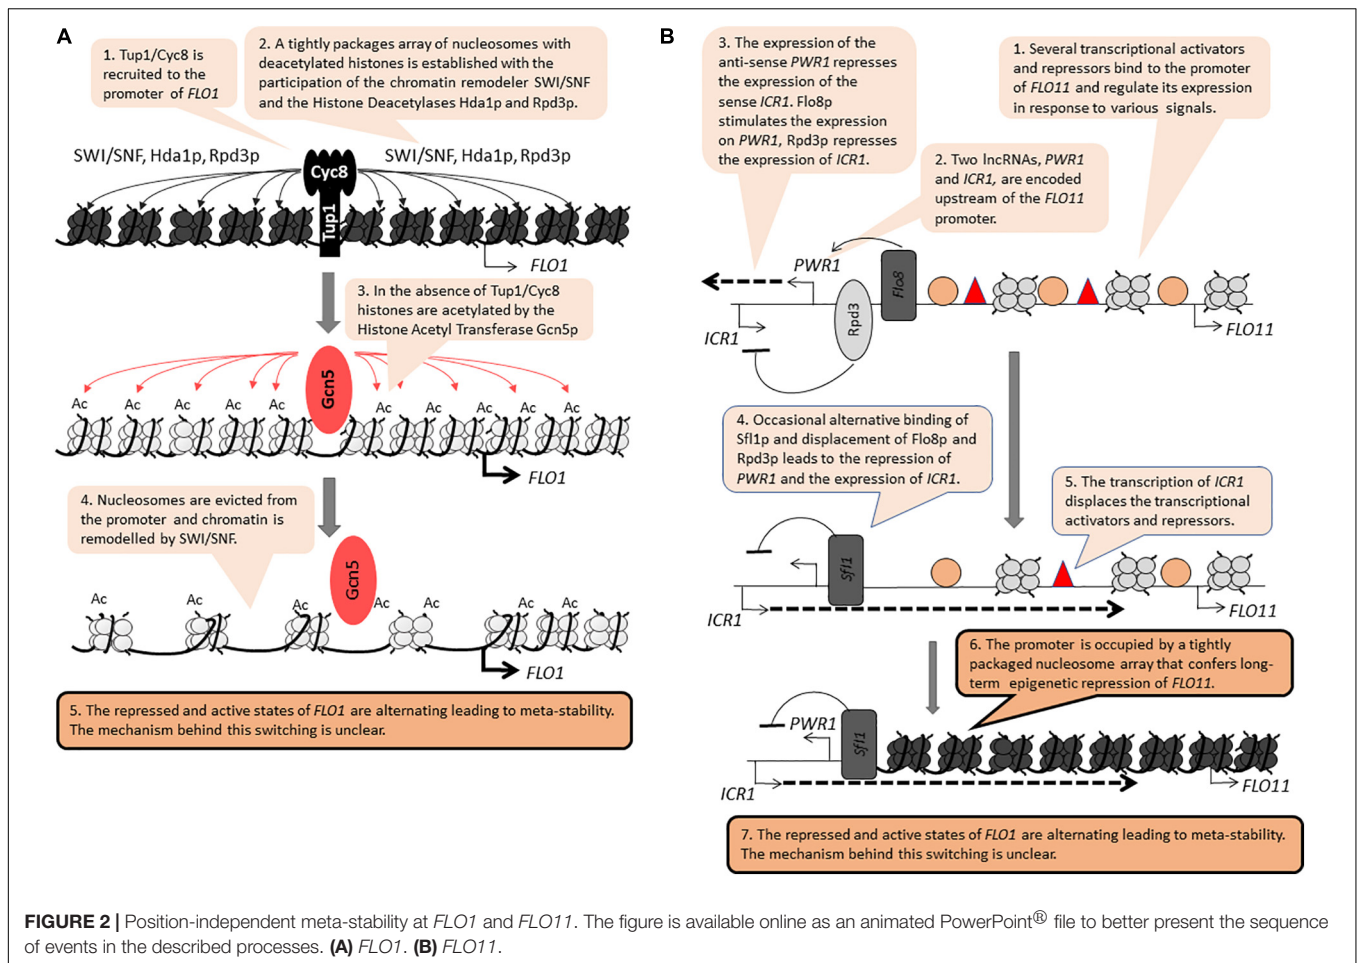 A
1. Tup1/Cyc8 is
recruited to the
promoter of FLO1
2. A tightly packages array of nucleosomes with
deacetylated histones is established with the
participation of the chromatin remodeler SWI/SNF
and the Histone Deacetylases Hda1p and Rpd3p.
SWI/SNF, Hda1p, Rpd3p
SWI/SNF, Hda1p, Rpd3p
Cyc8
Tup1
FLO1
3. In the absence of Tup1/Cyc8
histones are acetylated by the
Histone Acetyl Transferase Gcn5p
Gcn5
Ac Ac Ac Ac Ac Ac Ac Ac Ac
FLO1
4. Nucleosomes are evicted from
the promoter and chromatin is
remodelled by SWI/SNF.
Gcn5
Ac Ac Ac Ac Ac Ac Ac
FLO1
5. The repressed and active states of FLO1 are alternating leading to meta-stability.
The mechanism behind this switching is unclear.
B
3. The expression of the
anti-sense PWR1 represses
the expression of the
sense ICR1. Flo8p
stimulates the expression
on PWR1, Rpd3p represses
the expression of ICR1.
1. Several transcriptional activators
and repressors bind to the promoter
of FLO11 and regulate its expression
in response to various signals.
2. Two lncRNAs, PWR1
and ICR1, are encoded
upstream of the FLO11
promoter.
PWR1
Flo8
Rpd3
ICR1
FLO11
4. Occasional alternative binding of
Sfl1p and displacement of Flo8p and
Rpd3p leads to the repression of
PWR1 and the expression of ICR1.
5. The transcription of ICR1
displaces the transcriptional
activators and repressors.
Sfl1
ICR1
FLO11
6. The promoter is occupied by a tightly
packaged nucleosome array that confers long-
term epigenetic repression of FLO11.
PWR1
Sfl1
ICR1
FLO11
7. The repressed and active states of FLO1 are alternating leading to meta-stability.
The mechanism behind this switching is unclear.
FIGURE 2 | Position-independent meta-stability at FLO1 and FLO11. The figure is available online as an animated PowerPoint® file to better present the sequence
of events in the described processes. (A) FLO1. (B) FLO11.